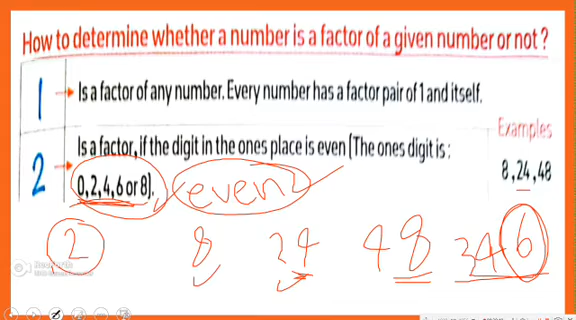 How to determine whether a number is a factor of a given number or not?
1 Is a factor of any number. Every number has a factor pair of 1 and itself.
Examples
2 Is a factor, if the digit in the ones place is even (The ones digit is:
0,2,4,6 or 8).
8,24,48
even
2 8 24 48 346